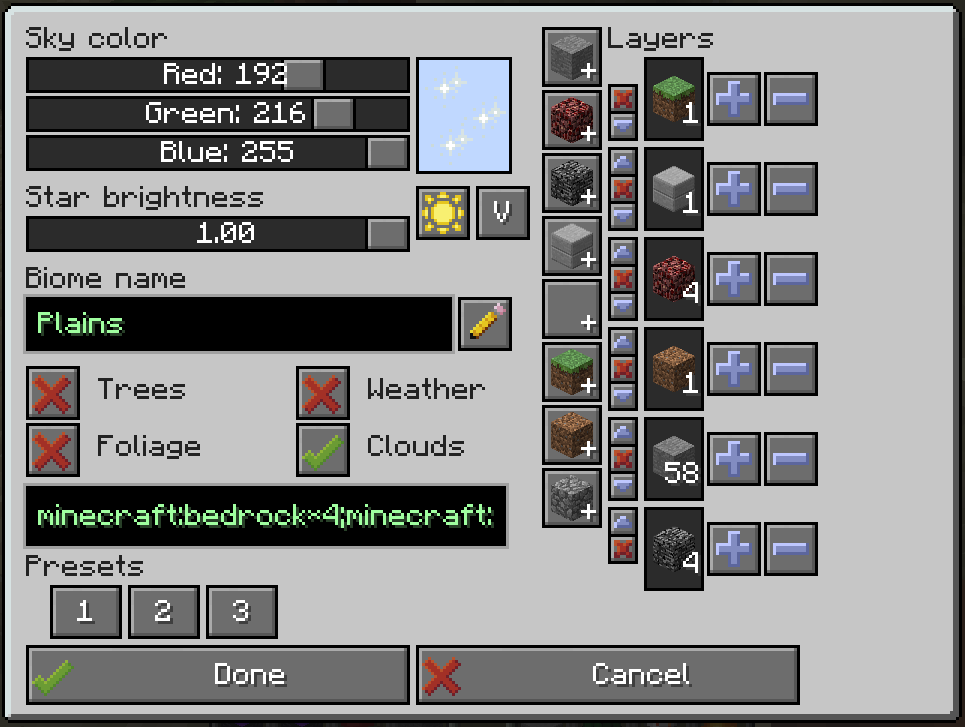 Sky color
Red: 192
Green: 216
Blue: 255
Star brightness
1.00
V
Biome name
Plains
Trees
Weather
Foliage
Clouds
minecraft:bedrock*4;minecraft:
Presets
1
2
3
Done
Cancel
+
+
+
+
+
+
+
+
Layers
1
1
4
1
58
4